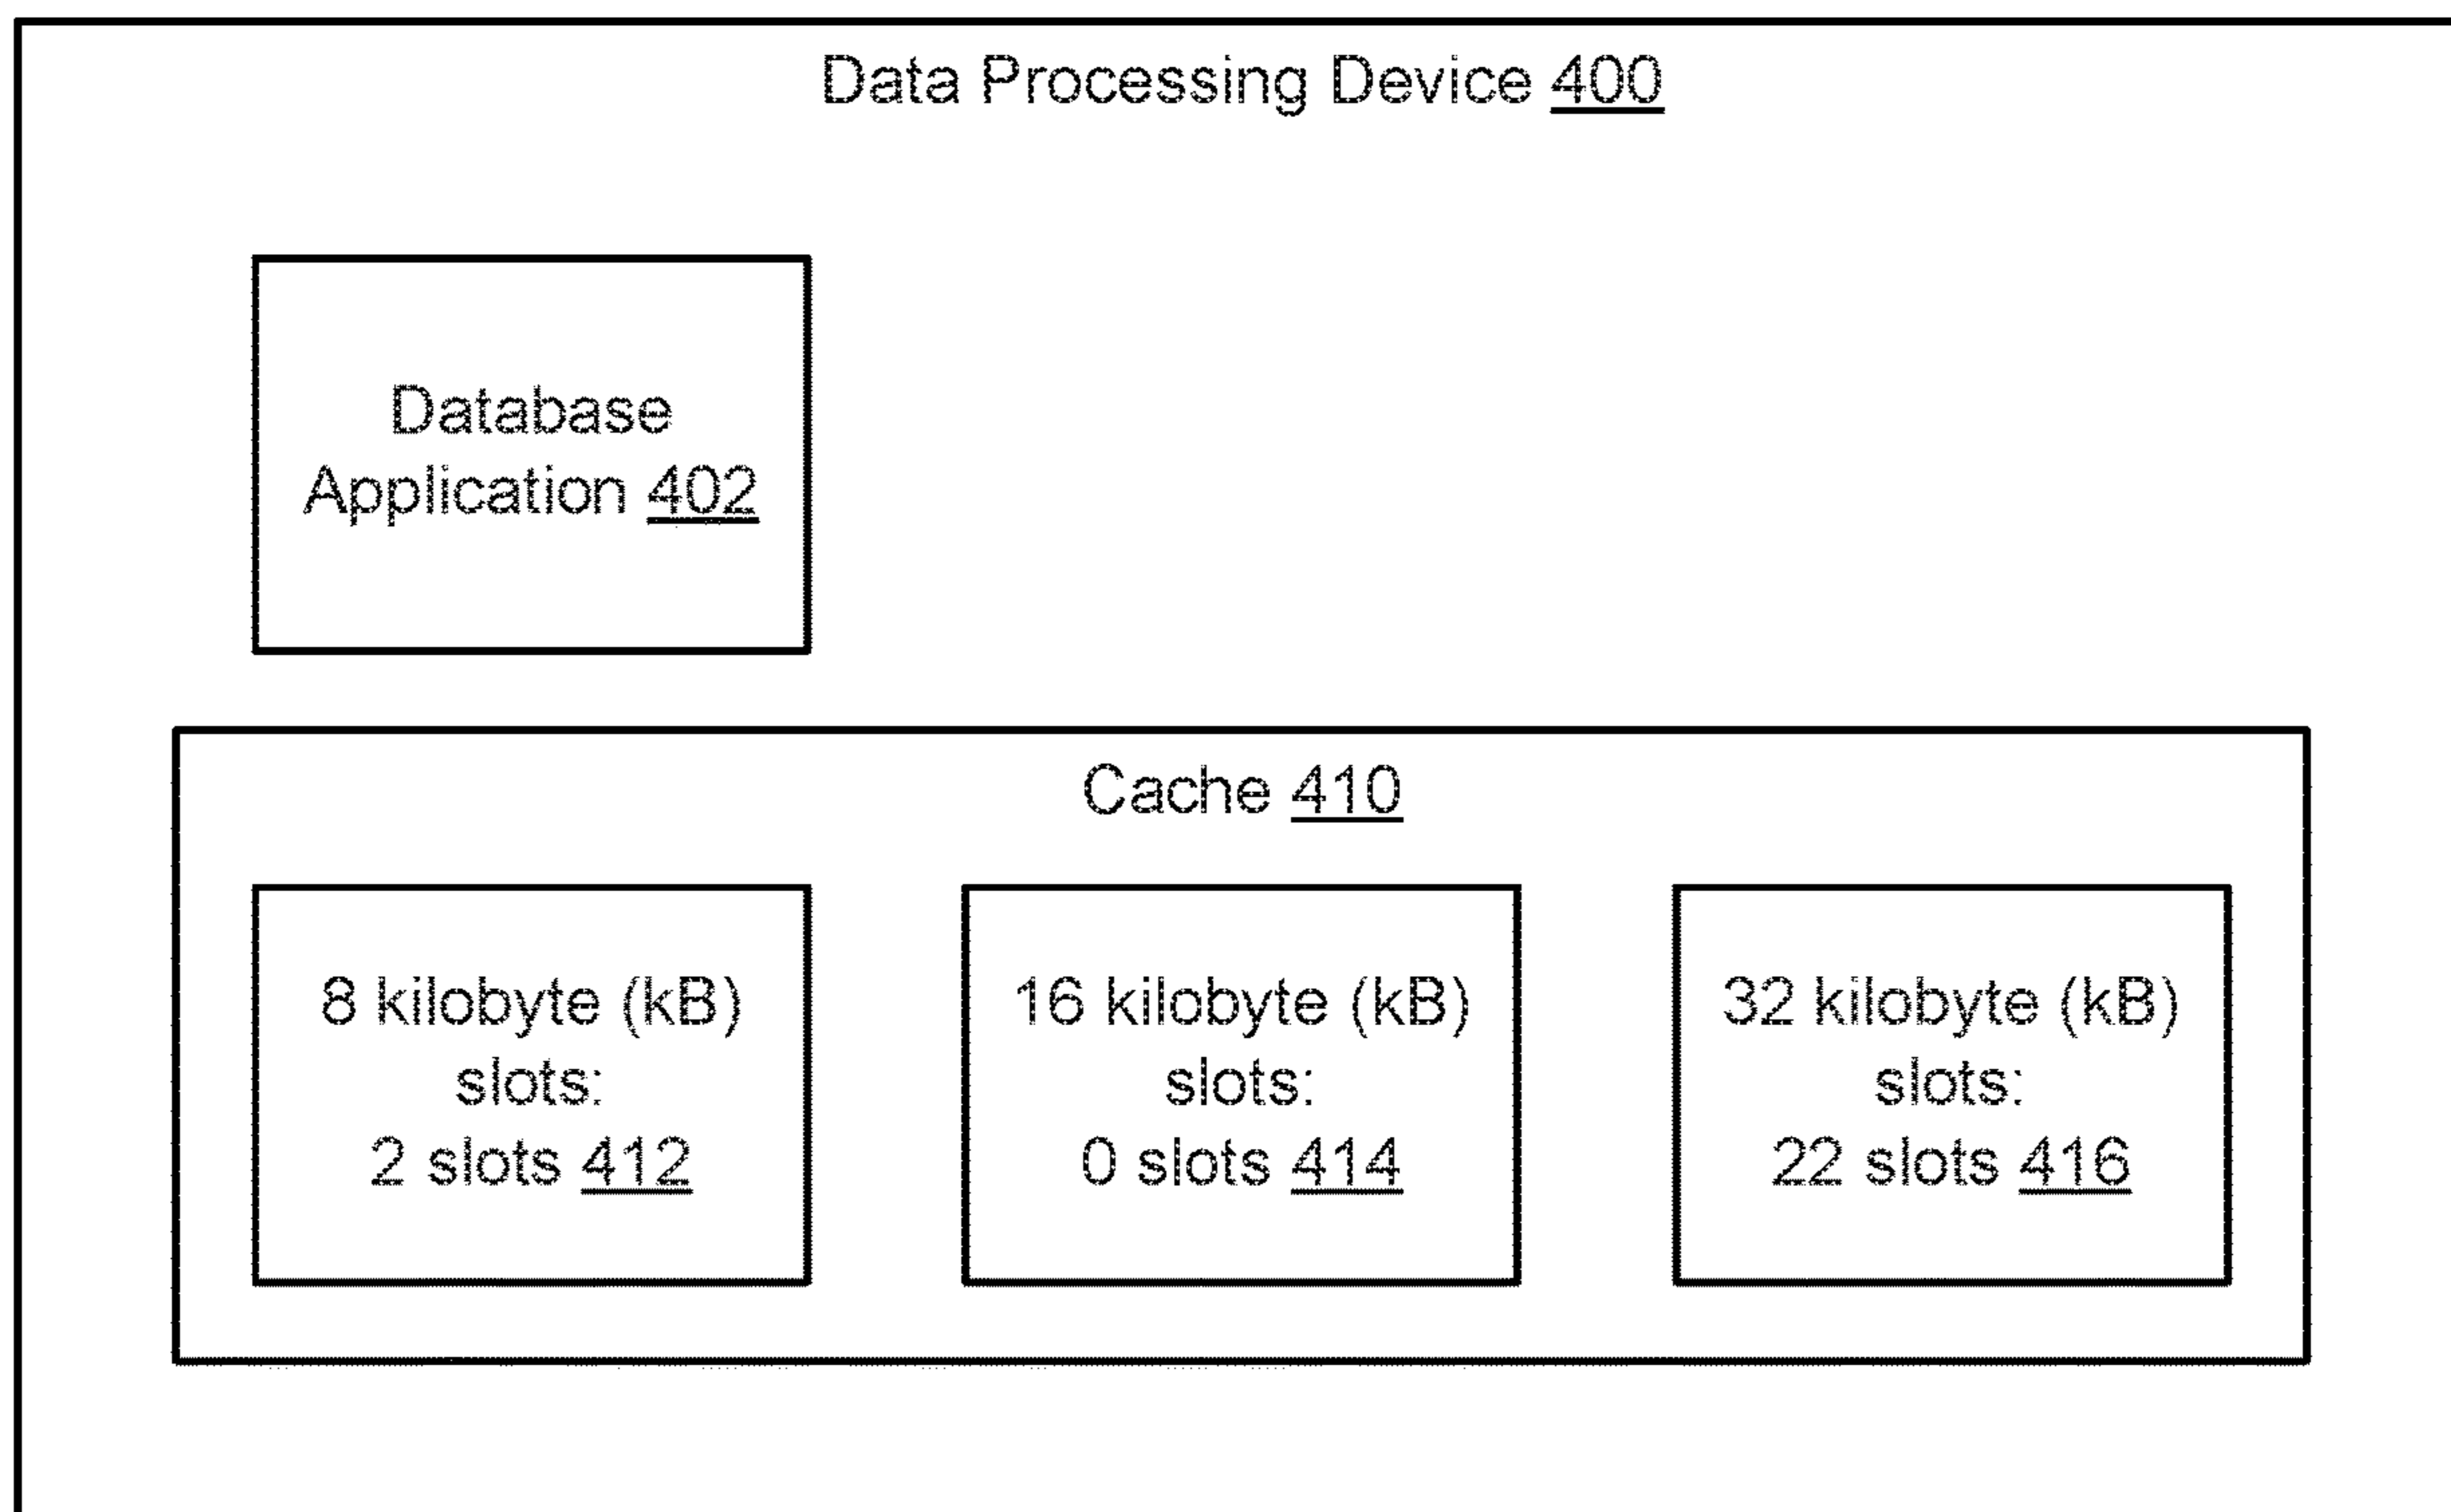 Data Processing Device 400
Database
Application 402
Cache 410
8 kilobyte (kB)
slots:
2 slots 412
16 kilobyte (kB)
slots:
0 slots 414
32 kilobyte (kB)
slots:
22 slots 416